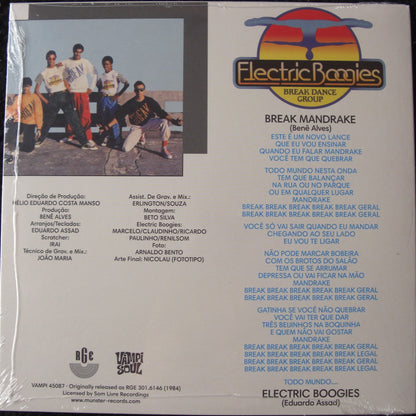 Electric Boogies
BREAK DANCE
GROUP
BREAK MANDRAKE
(Benê Alves)
ESTE É UM NOVO LANCE
QUE EU VOU ENSINAR
QUANDO EU FALAR MANDRAKE
VOCÊ TEM QUE QUEBRAR
TODO MUNDO NESTA ONDA
TEM QUE BALANÇAR
NA RUA OU NO PARQUE
OU EM QUALQUER LUGAR
MANDRAKE
BREAK BREAK BREAK BREAK BREAK GERAL
BREAK BREAK BREAK BREAK BREAK GERAL
VOCÊ SÓ VAI SAIR QUANDO EU MANDAR
CHEGANDO AO SEU LADO
EU VOU TE LIGAR
NÃO PODE MARCAR BOBEIRA
COM OS BROTOS DO SALÃO
TEM QUE SE ARRUMAR
DEPRESSA OU VAI FICAR NA MÃO
MANDRAKE
BREAK BREAK BREAK BREAK BREAK GERAL
BREAK BREAK BREAK BREAK BREAK GERAL
GATINHA SE VOCÊ NÃO QUEBRAR
VOCÊ VAI TER QUE DAR
TRÊS BEIJINHOS NA BOQUINHA
E QUEM NÃO VAI GOSTAR
MANDRAKE
BREAK BREAK BREAK BREAK BREAK GERAL
BREAK BREAK BREAK BREAK BREAK LEGAL
BREAK BREAK BREAK BREAK BREAK GERAL
BREAK BREAK BREAK BREAK BREAK LEGAL
TODO MUNDO...
ELECTRIC BOOGIES
(Eduardo Assad)
Direção de Produção:
HÉLIO EDUARDO COSTA MANSO
Produção:
BENÊ ALVES
Arranjos/Teclados:
EDUARDO ASSAD
Scratcher:
IRAI
Técnico de Grav. e Mix.:
JOÃO MARIA
Assist. De Grav. e Mix.:
ERLINGTON/SOUZA
Montagem:
BETO SILVA
Electric Boogies:
MARCELO/CLAUDINHO/RICARDO
PAULINHO/RENILSOM
Foto:
ARNALDO BENTO
Arte Final: NICOLAU (FOTOTIPO)
RGE
VAMPI
SOUL
VAMPI 45087 · Originally released as RGE 301.6146 (1984)
Licensed by Som Livre Recordings
www.munster-records.com